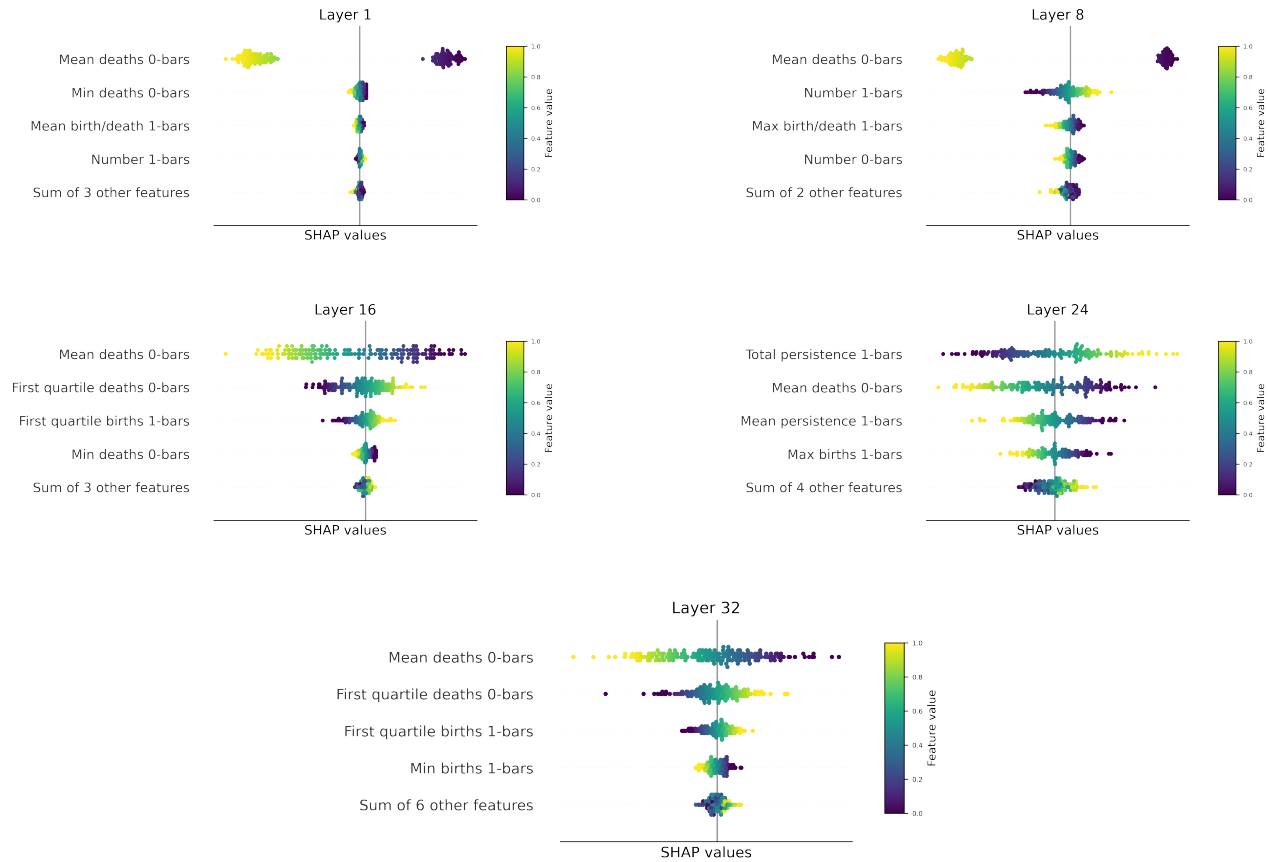 Layer 1
Mean deaths 0-bars
Min deaths 0-bars
Mean birth/death 1-bars
Number 1-bars
Sum of 3 other features
SHAP values
1.0
0.8
0.6
0.4
0.2
0.0
Feature value
Layer 8
Mean deaths 0-bars
Number 1-bars
Max birth/death 1-bars
Number 0-bars
Sum of 2 other features
SHAP values
1.0
0.8
0.6
0.4
0.2
0.0
Feature value
Layer 16
Mean deaths 0-bars
First quartile deaths 0-bars
First quartile births 1-bars
Min deaths 0-bars
Sum of 3 other features
SHAP values
1.0
0.8
0.6
0.4
0.2
0.0
Feature value
Layer 24
Total persistence 1-bars
Mean deaths 0-bars
Mean persistence 1-bars
Max births 1-bars
Sum of 4 other features
SHAP values
1.0
0.8
0.6
0.4
0.2
0.0
Feature value
Layer 32
Mean deaths 0-bars
First quartile deaths 0-bars
First quartile births 1-bars
Min births 1-bars
Sum of 6 other features
SHAP values
1.0
0.8
0.6
0.4
0.2
0.0
Feature value